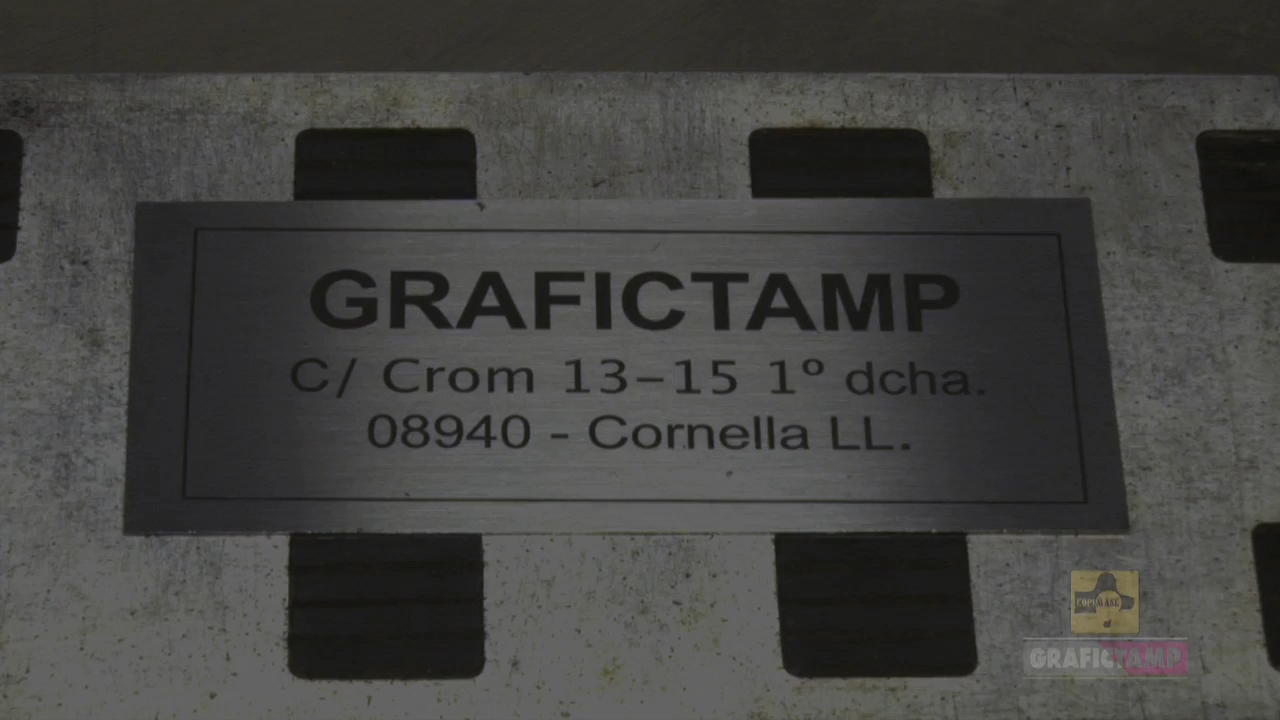 GRAFICTAMP
C/ Crom 13-15 1º dcha.
08940 - Cornella LL.
GRAFICTAMP